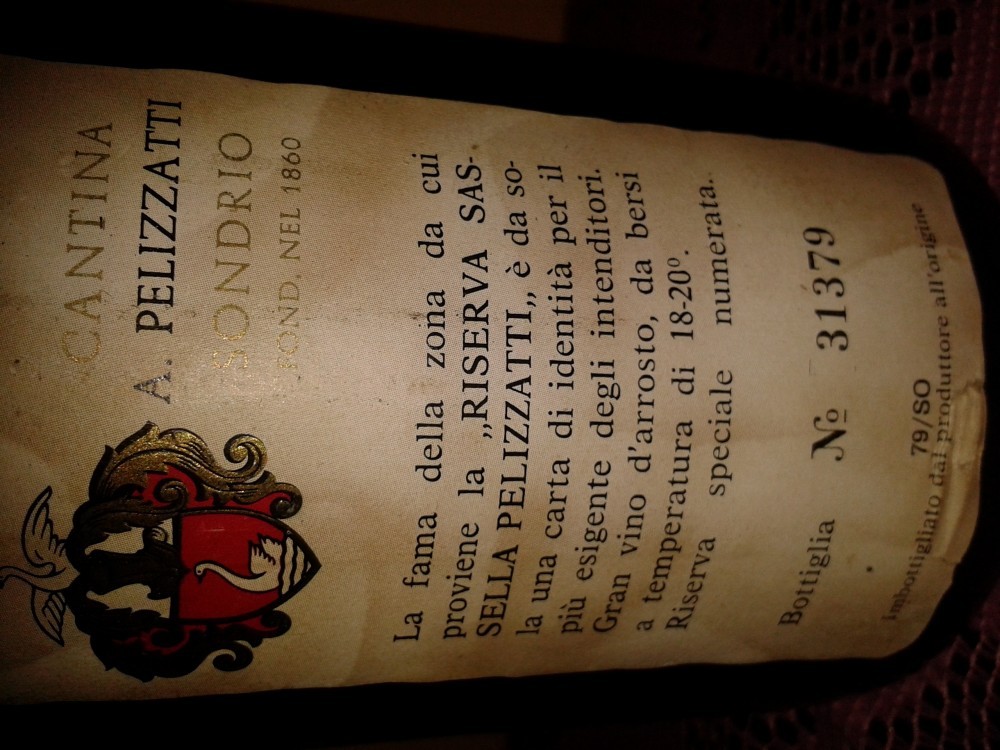 CANTINA
A. PELIZZATTI
SONDRIO
FOND. NEL 1860
La fama della zona da cui
proviene la „RISERVA SAS-
SELLA PELIZZATTI„ è da so-
la una carta di identità per il
più esigente degli intenditori.
Gran vino d'arrosto, da bersi
a temperatura di 18-20º.
Riserva speciale numerata.
Bottiglia Nº 31379
79/SO
Imbottigliato dal produttore all'origine